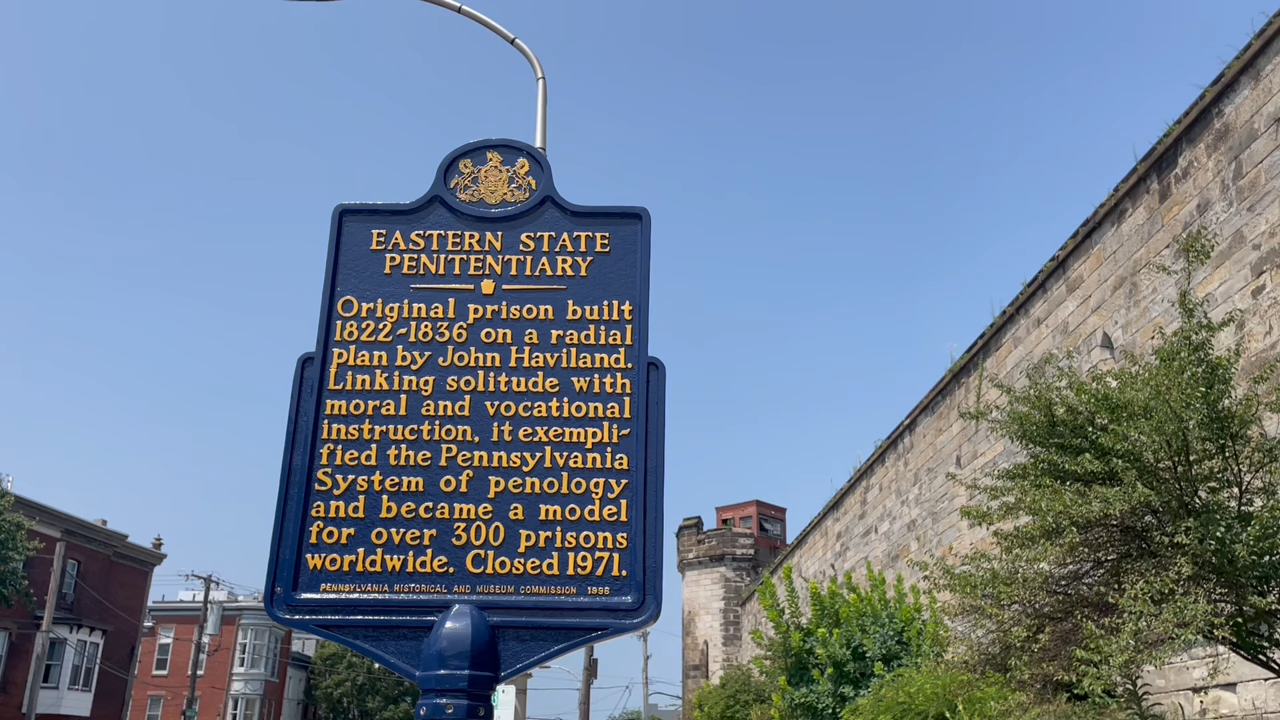 EASTERN STATE
PENITENTIARY
Original prison built
1822-1836 on a radial
plan by John Haviland.
Linking solitude with
moral and vocational
instruction, it exempli-
fied the Pennsylvania
System of penology
and became a model
for over 300 prisons
worldwide. Closed 1971.
PENNSYLVANIA HISTORICAL AND MUSEUM COMMISSION 1996